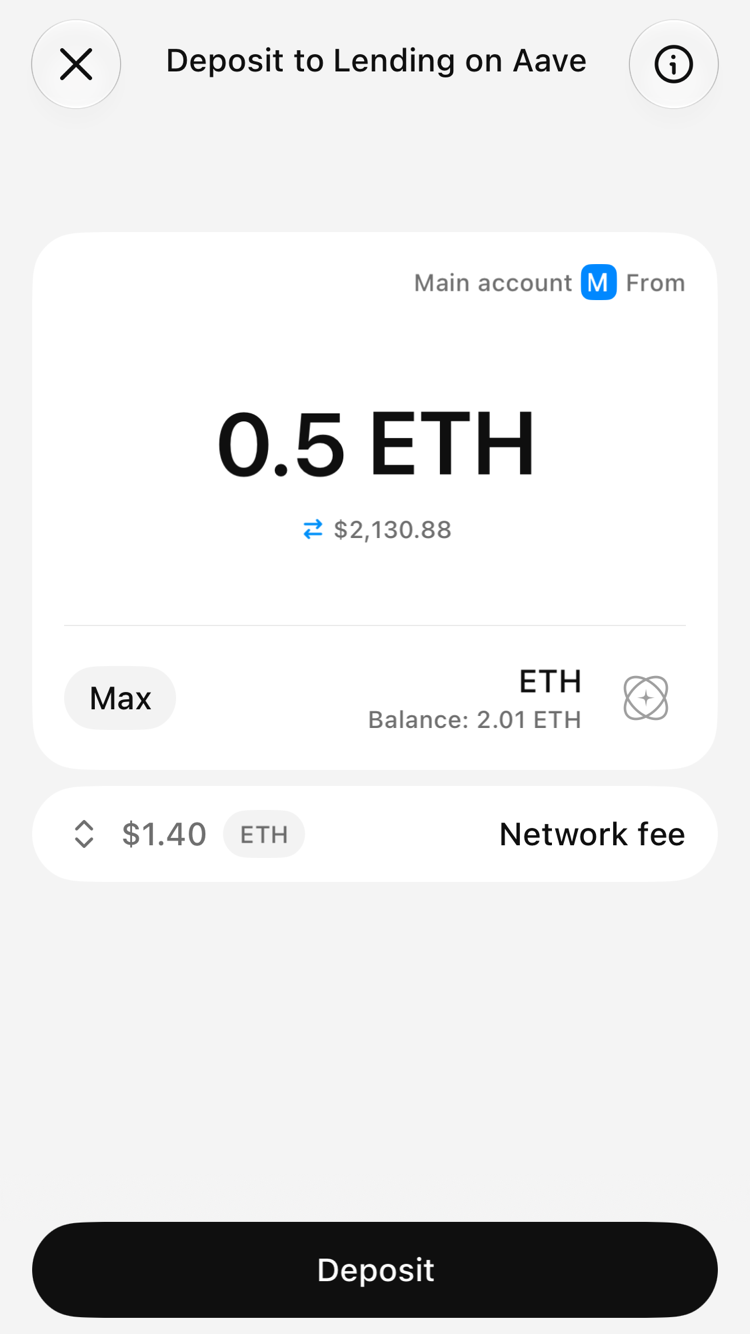 Deposit to Lending on Aave
Main account M From
0.5 ETH
$2,130.88
Max
ETH
Balance: 2.01 ETH
$1.40 ETH Network fee
Deposit